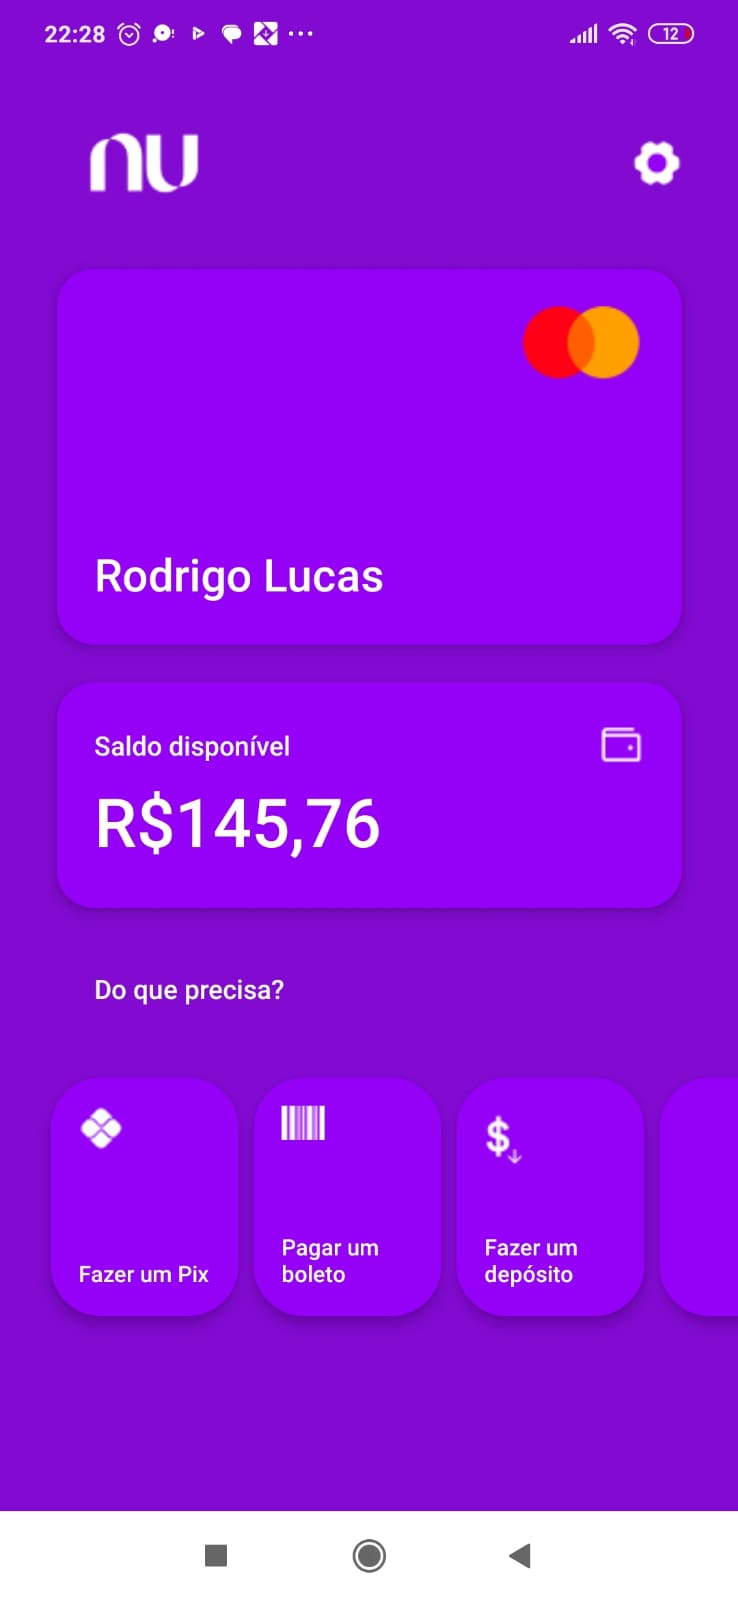 22:28
12
nu
Rodrigo Lucas
Saldo disponível
R$145,76
Do que precisa?
Fazer um Pix
Pagar um
boleto
Fazer um
depósito